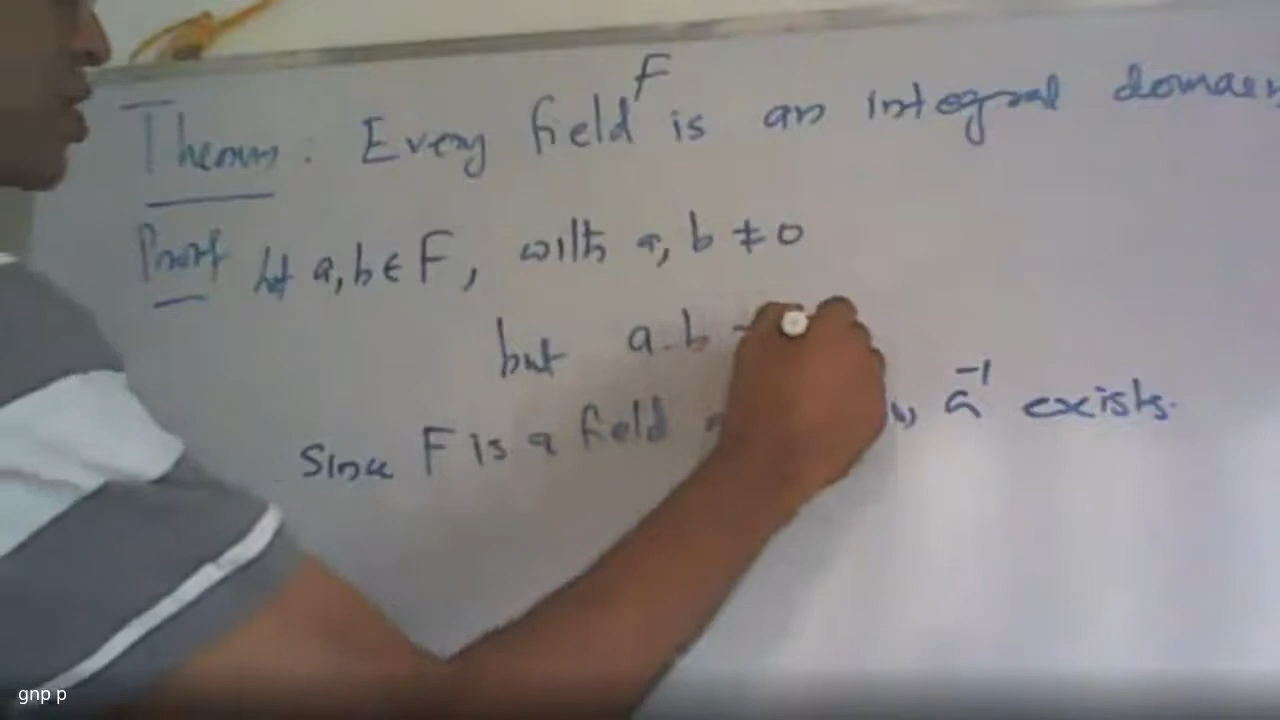 Theorem: Every field F is an integral domain
Proof let a, b ∈ F, with a, b ≠ 0
but a.b
Since F is a field a⁻¹ exists.
gnp p